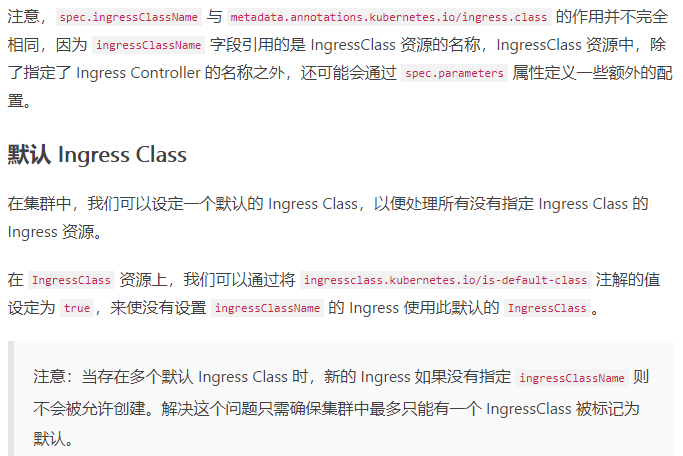 注意，spec.ingressClassName 与 metadata.annotations.kubernetes.io/ingress.class 的作用并不完全
相同，因为 ingressClassName 字段引用的是 IngressClass 资源的名称，IngressClass 资源中，除
了指定了 Ingress Controller 的名称之外，还可能会通过 spec.parameters 属性定义一些额外的配
置。
默认 Ingress Class
在集群中，我们可以设定一个默认的 Ingress Class，以便处理所有没有指定 Ingress Class 的
Ingress 资源。
在 IngressClass 资源上，我们可以通过将 ingressclass.kubernetes.io/is-default-class 注解的值
设定为 true，来使没有设置 ingressClassName 的 Ingress 使用此默认的 IngressClass。
注意：当存在多个默认 Ingress Class 时，新的 Ingress 如果没有指定 ingressClassName 则
不会被允许创建。解决这个问题只需确保集群中最多只能有一个 IngressClass 被标记为
默认。